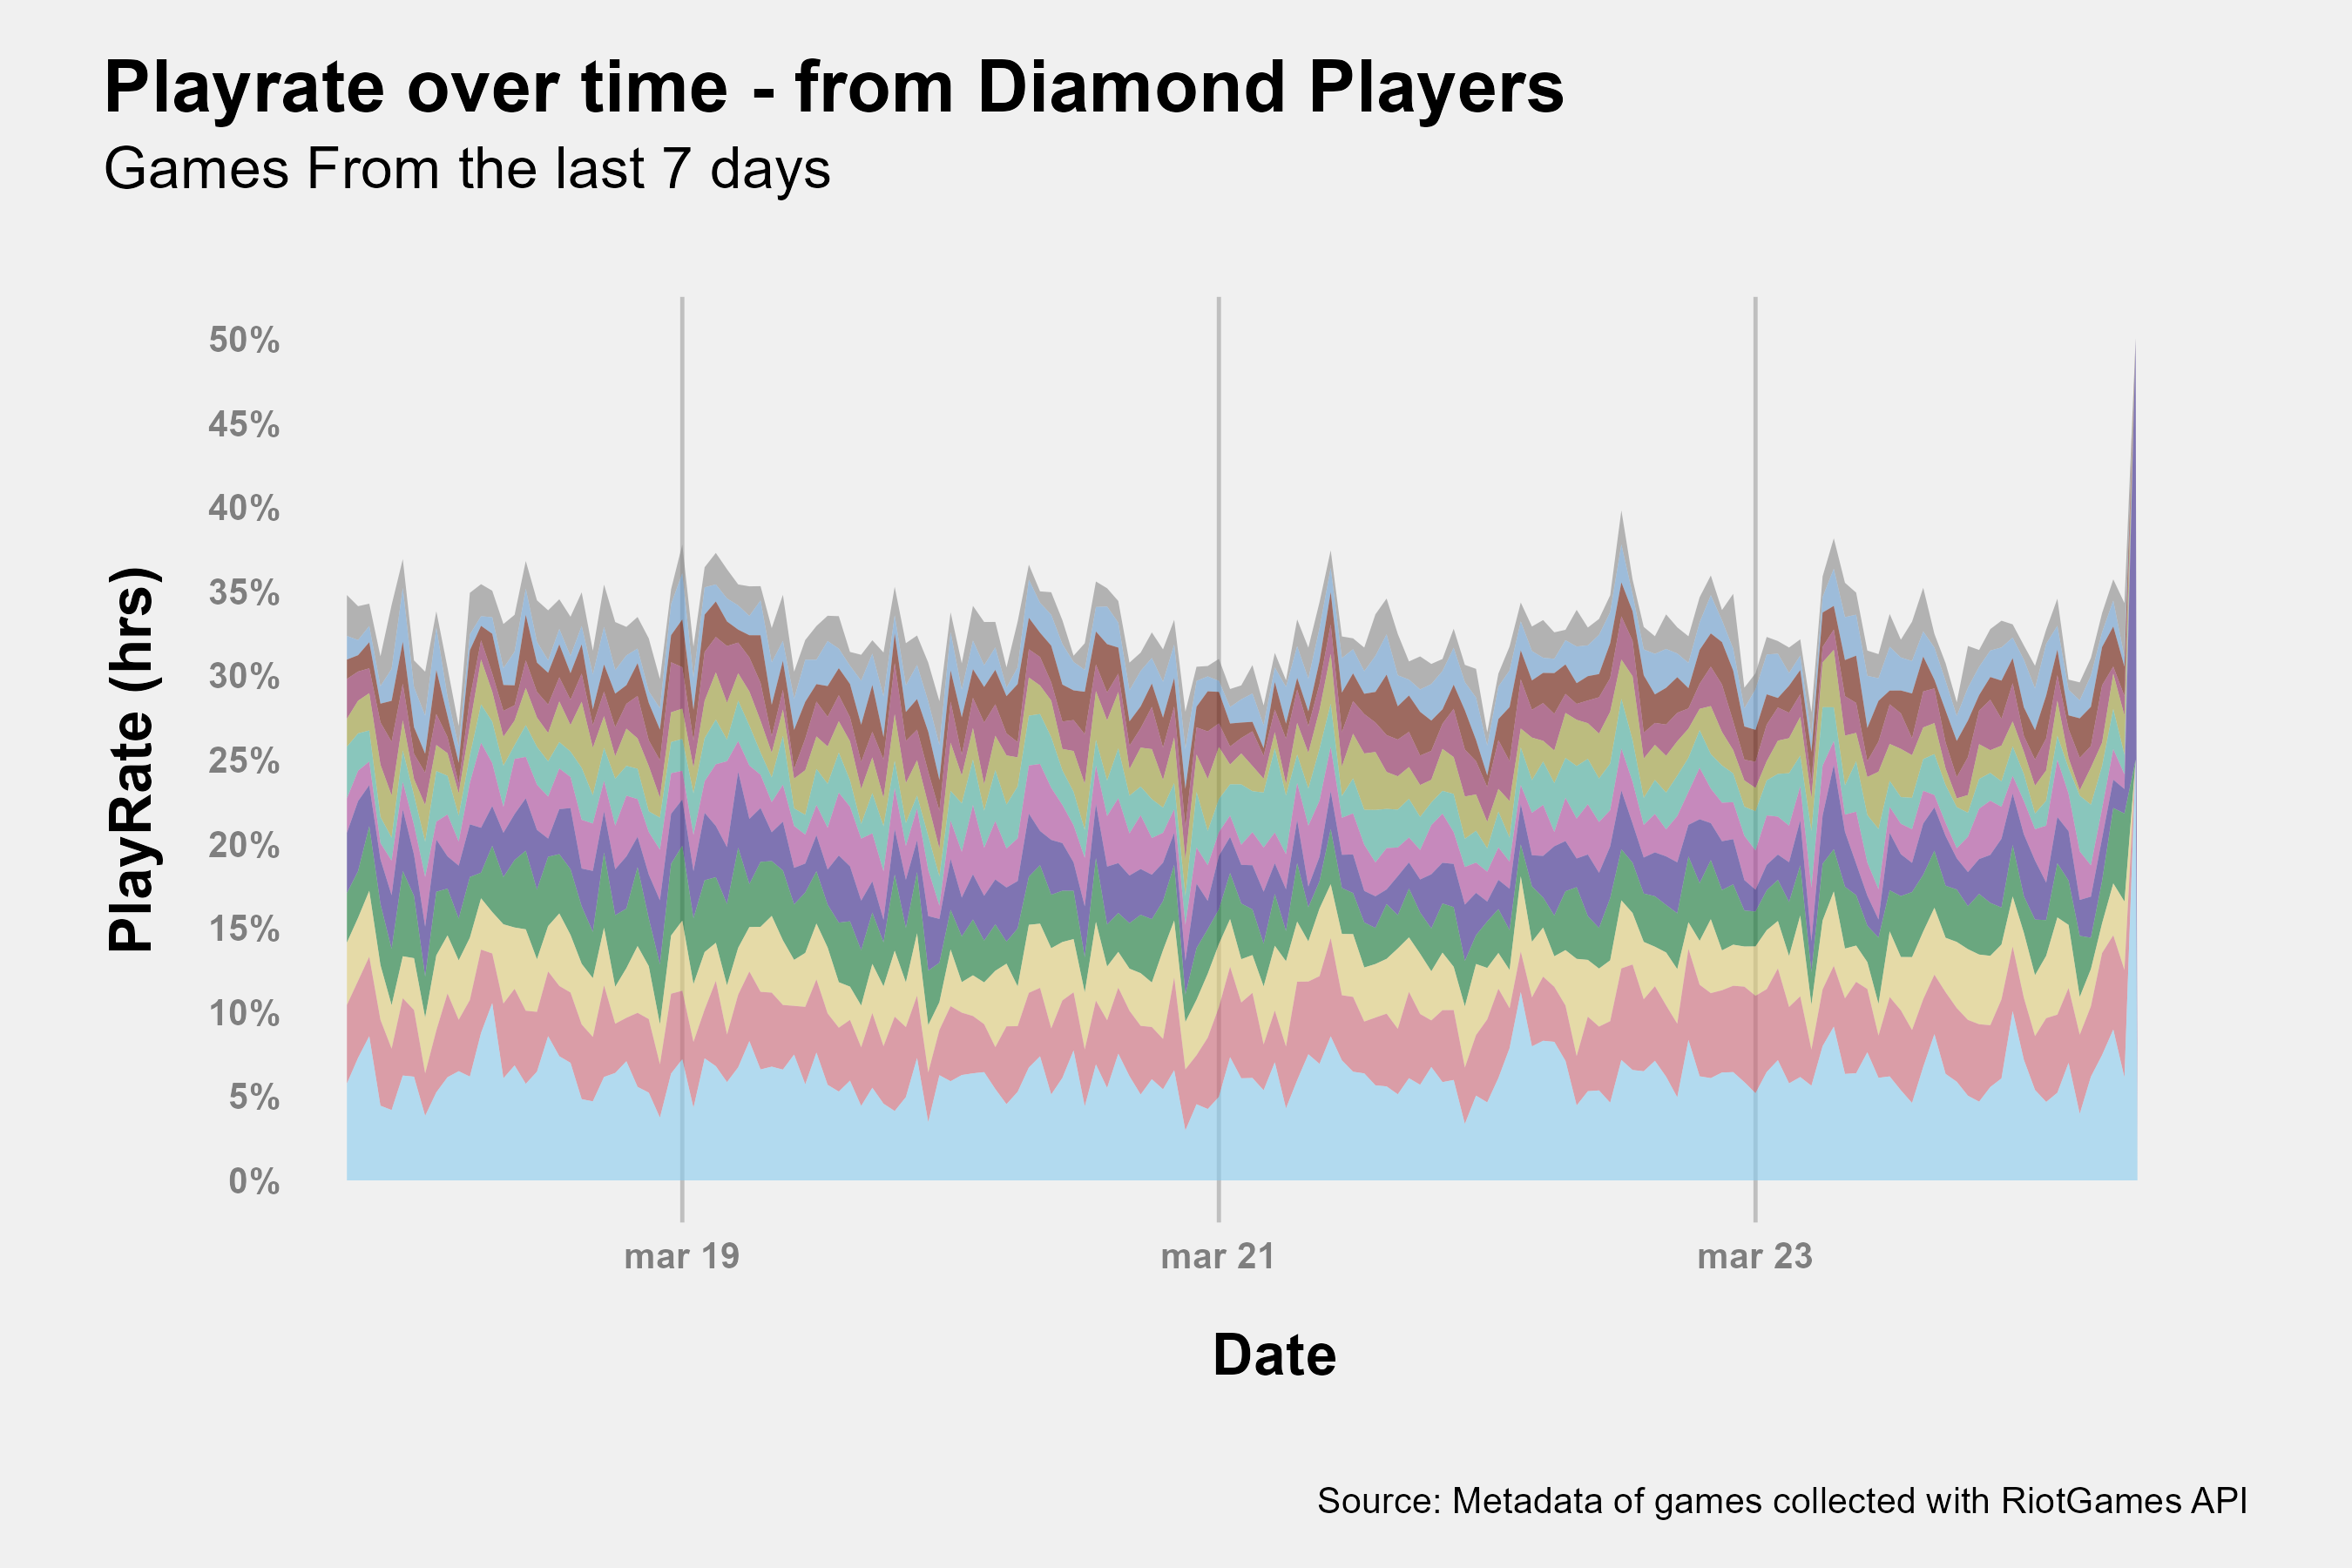 Playrate over time - from Diamond Players
Games From the last 7 days
PlayRate (hrs)
50%
45%
40%
35%
30%
25%
20%
15%
10%
5%
0%
mar 19
mar 21
mar 23
Date
Source: Metadata of games collected with RiotGames API